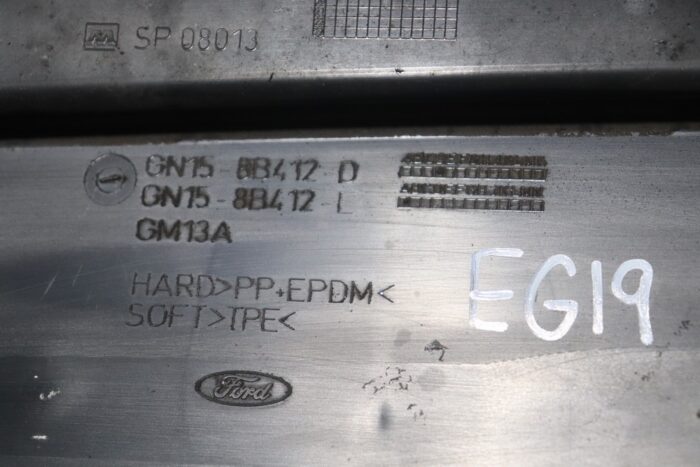 SP 08013
GN15 - 8B412 - D
GN15 - 8B412 - L
GM13A
HARD>PP+EPDM<
SOFT>TPE<
EG19
Ford